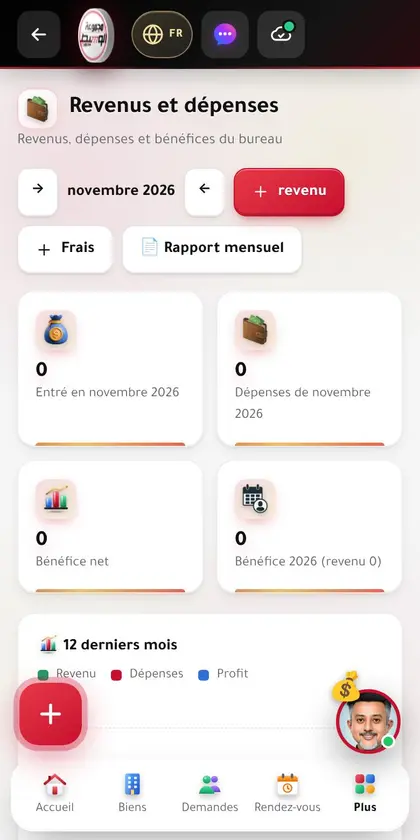 FR
Revenus et dépenses
Revenus, dépenses et bénéfices du bureau
novembre 2026
+ revenu
+ Frais
Rapport mensuel
0
Entré en novembre 2026
0
Dépenses de novembre
2026
0
Bénéfice net
0
Bénéfice 2026 (revenu 0)
12 derniers mois
Revenu
Dépenses
Profit
+
Accueil
Biens
Demandes
Rendez-vous
Plus